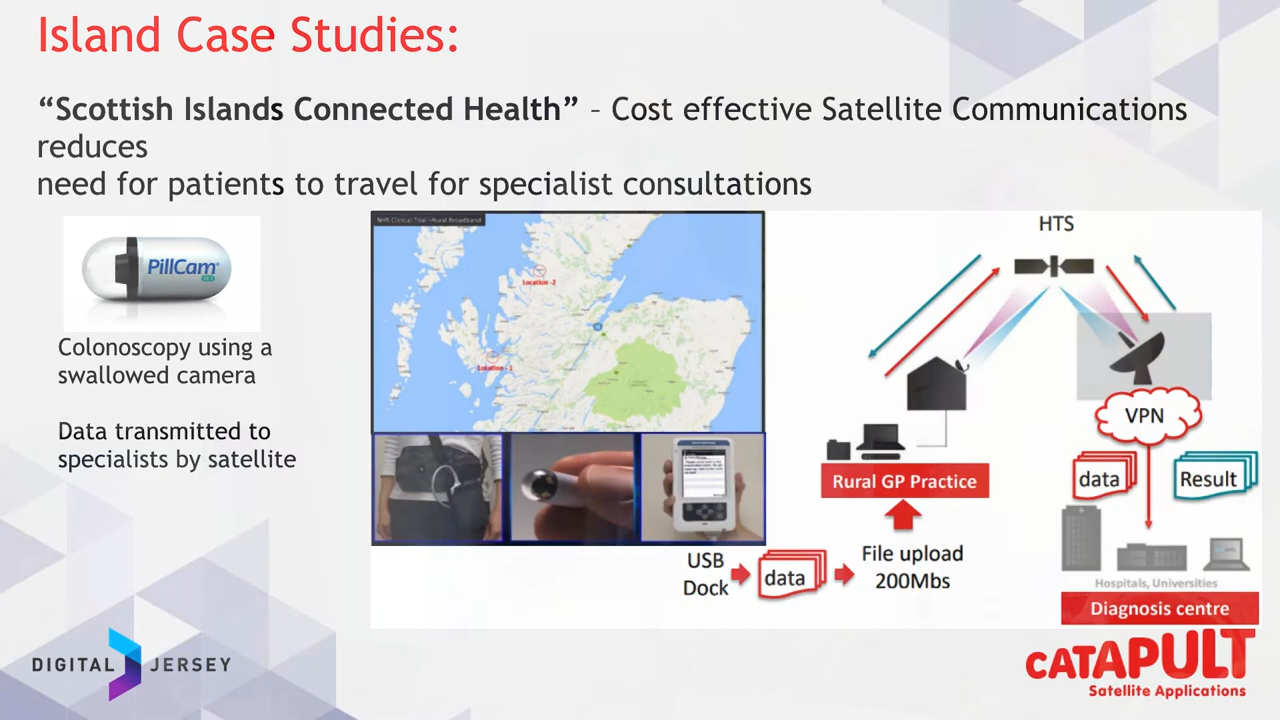 Island Case Studies:
“Scottish Islands Connected Health” – Cost effective Satellite Communications
reduces
need for patients to travel for specialist consultations
PillCam
Colonoscopy using a
swallowed camera
Data transmitted to
specialists by satellite
NHS Clinical Trial –Rural Broadband
Location -2
Location -1
HTS
VPN
data
Result
Rural GP Practice
USB
Dock
data
File upload
200Mbs
Hospitals, Universities
Diagnosis centre
DIGITAL JERSEY
CATAPULT
Satellite Applications